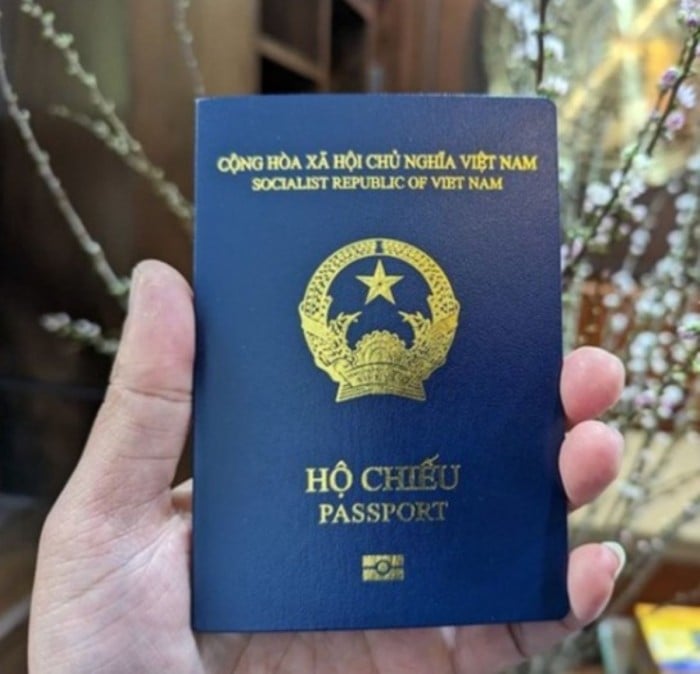 CỘNG HÒA XÃ HỘI CHỦ NGHĨA VIỆT NAM
SOCIALIST REPUBLIC OF VIET NAM
HỘ CHIẾU
PASSPORT